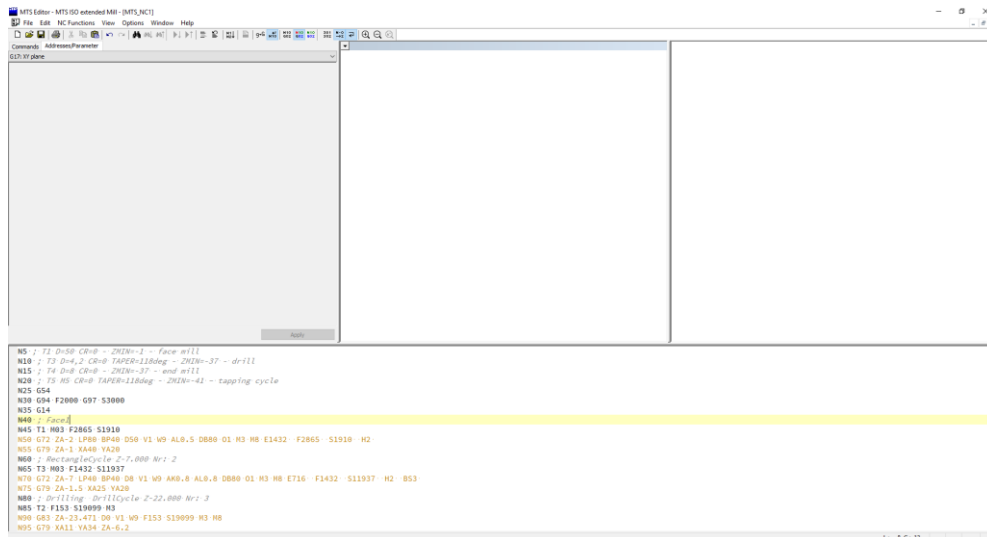 MTS Editor - MTS ISO extended Mill - [MTS_NC1]
File Edit NC Functions View Options Window Help
Commands Addresses/Parameter
G17: XY plane
Apply
N5 ; T1 D=50 CR=0 - ZMIN=-1 - face mill
N10 ; T3 D=4,2 CR=0 TAPER=118deg - ZMIN=-37 - drill
N15 ; T4 D=8 CR=0 - ZMIN=-37 - end mill
N20 ; T5 M5 CR=0 TAPER=118deg - ZMIN=-41 - tapping cycle
N25 G54
N30 G94 F2000 G97 S3000
N35 G14
N40 ; Face1
N45 T1 M03 F2865 S1910
N50 G72 ZA-2 LP80 BP40 D50 V1 W9 AL0.5 DB80 O1 M3 M8 E1432 F2865 S1910 H2
N55 G79 ZA-1 XA40 YA20
N60 ; RectangleCycle Z-7.000 Nr: 2
N65 T3 M03 F1432 S11937
N70 G72 ZA-7 LP40 BP40 D8 V1 W9 AK0.8 AL0.8 DB80 O1 M3 M8 E716 F1432 S11937 H2 BS3
N75 G79 ZA-1.5 XA25 YA20
N80 ; Drilling DrillCycle Z-22.000 Nr: 3
N85 T2 F153 S19099 M3
N90 G83 ZA-23.471 D0 V1 W9 F153 S19099 M3 M8
N95 G79 XA11 YA34 ZA-6.2